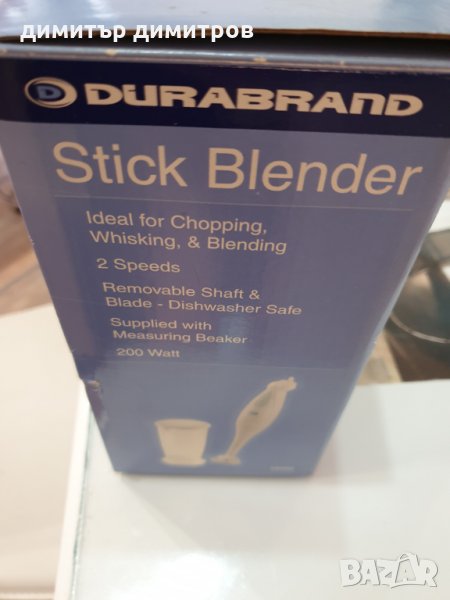 димитър димитров
D DURABRAND
Stick Blender
Ideal for Chopping,
Whisking, & Blending
2 Speeds
Removable Shaft &
Blade - Dishwasher Safe
Supplied with
Measuring Beaker
200 Watt
BAZAR